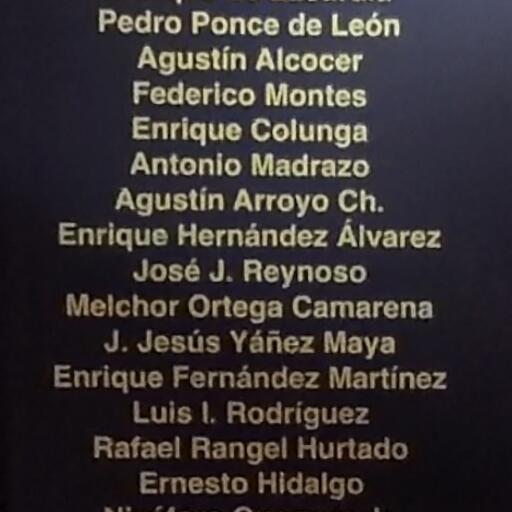 Pedro Ponce de León
Agustín Alcocer
Federico Montes
Enrique Colunga
Antonio Madrazo
Agustín Arroyo Ch.
Enrique Hernández Álvarez
José J. Reynoso
Melchor Ortega Camarena
J. Jesús Yáñez Maya
Enrique Fernández Martínez
Luis I. Rodríguez
Rafael Rangel Hurtado
Ernesto Hidalgo